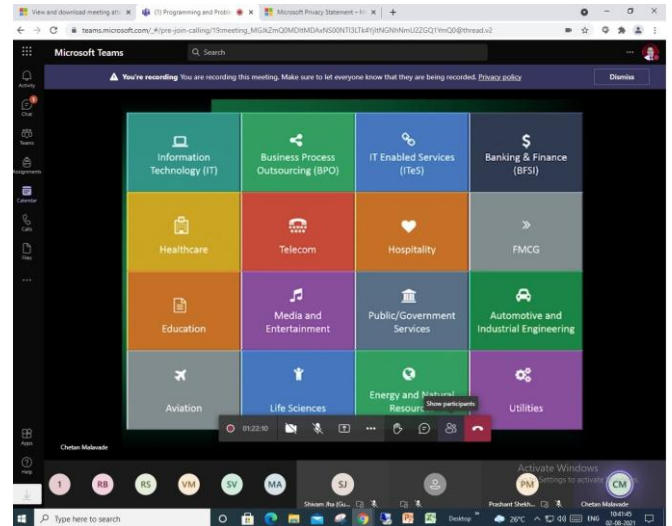 View and download meeting att
(1) Programming and Proble
Microsoft Privacy Statement – M
teams.microsoft.com/_#/pre-join-calling/19:meeting_
@thread.v2
Microsoft Teams
Search
You're recording You are recording this meeting. Make sure to let everyone know that they are being recorded. Privacy policy
Dismiss
Activity
Chat
Teams
Assignments
Calendar
Calls
Files
Apps
Help
Information
Technology (IT)
Business Process
Outsourcing (BPO)
IT Enabled Services
(ITeS)
Banking & Finance
(BFSI)
Healthcare
Telecom
Hospitality
FMCG
Education
Media and
Entertainment
Public/Government
Services
Automotive and
Industrial Engineering
Aviation
Life Sciences
Energy and Natural
Resour
Utilities
Show participants
01:22:10
Chetan Malavade
1
RB
RS
VM
SV
MA
SJ
PM
CM
Activate Windows
Settings to activate
Shivam Jha (Gu...
Prashant Shekh...
Chetan Malavade
Type here to search
Desktop
26°C
ENG
10:41:45
02-08-2021